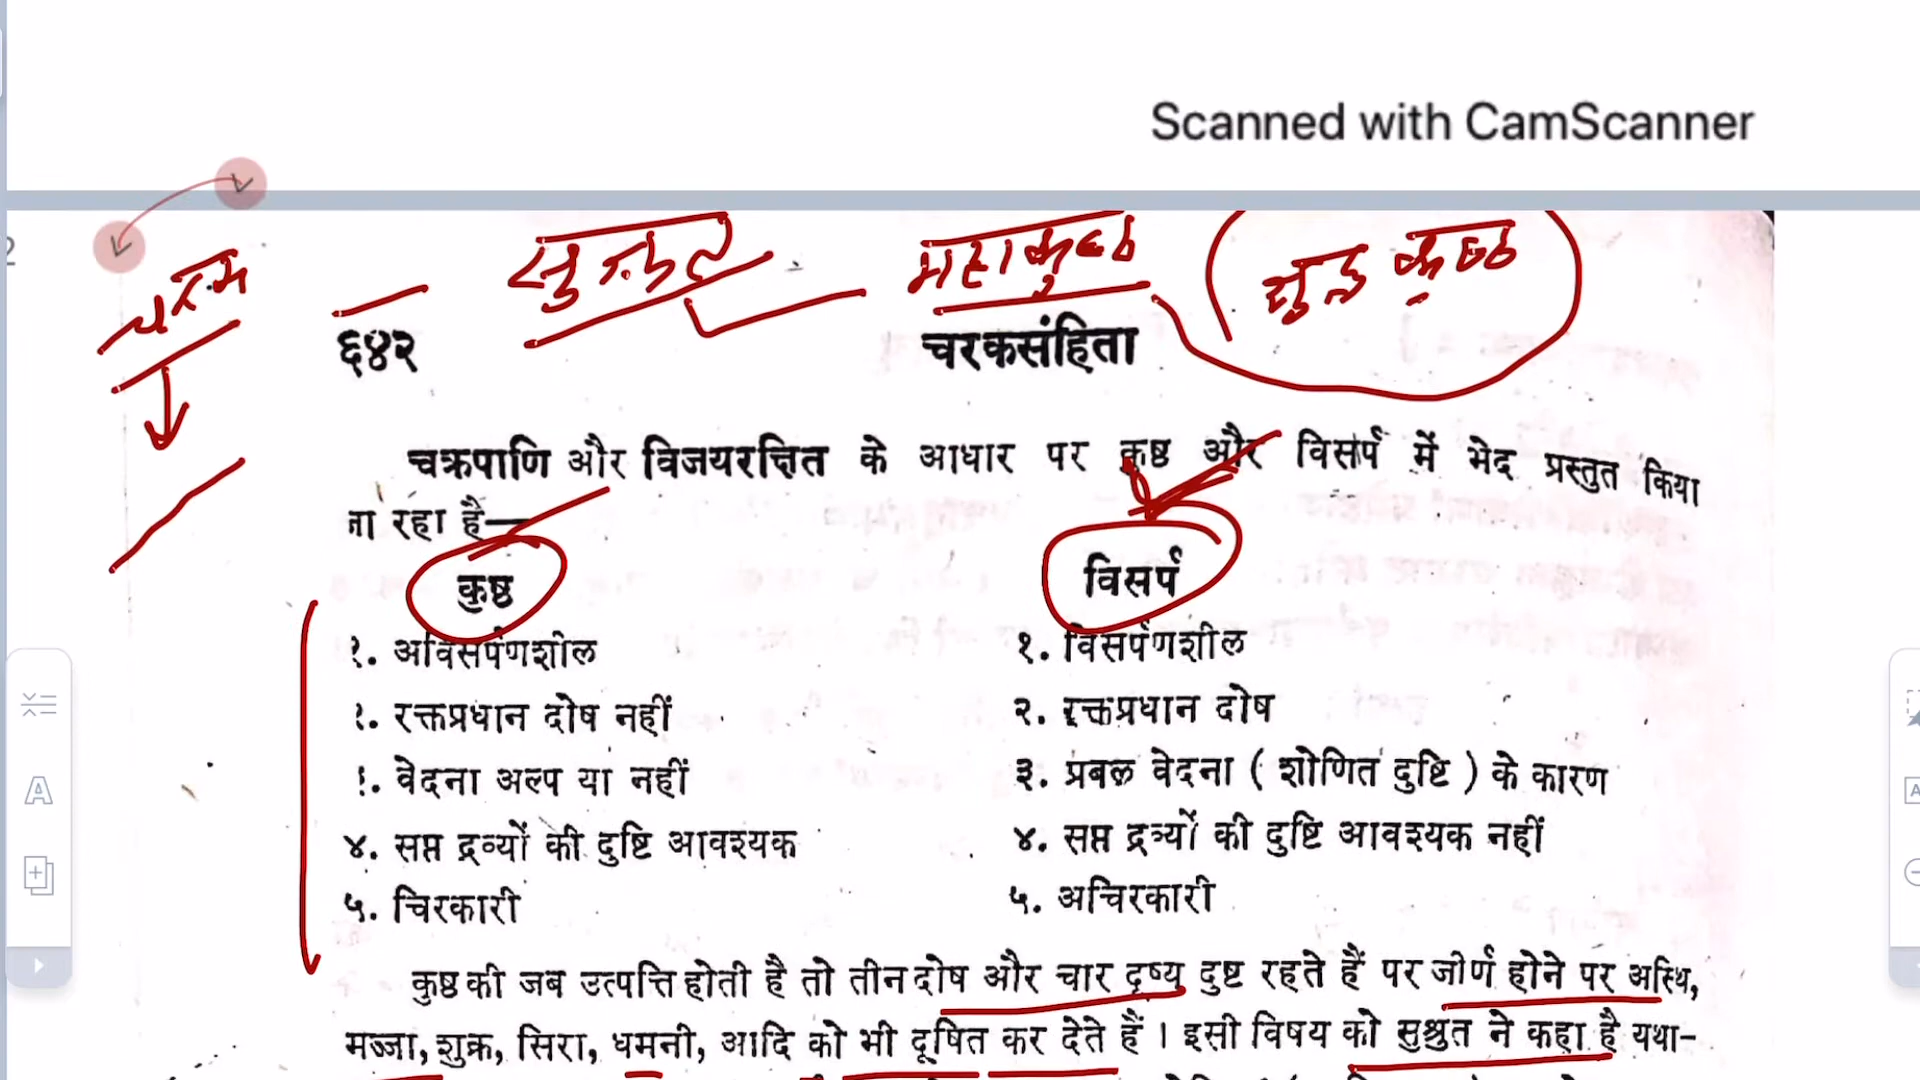 Scanned with CamScanner
2
सुश्रुत महाकुष्ठ क्षुद्र कुष्ठ
६४२ चरकसंहिता
चक्रपाणि और विजयरक्षित के आधार पर कुष्ठ और विसर्प में भेद प्रस्तुत किया
जा रहा है—
कुष्ठ विसर्प
१. अविसर्पणशील १. विसर्पणशील
२. रक्तप्रधान दोष नहीं २. रक्तप्रधान दोष
३. वेदना अल्प या नहीं ३. प्रबल वेदना ( शोणित दुष्टि ) के कारण
४. सप्त द्रव्यों की दुष्टि आवश्यक ४. सप्त द्रव्यों की दुष्टि आवश्यक नहीं
५. चिरकारी ५. अचिरकारी
कुष्ठ की जब उत्पत्ति होती है तो तीन दोष और चार दूष्य दुष्ट रहते हैं पर जीर्ण होने पर अस्थि,
मज्जा, शुक्र, सिरा, धमनी, आदि को भी दूषित कर देते हैं । इसी विषय को सुश्रुत ने कहा है यथा-